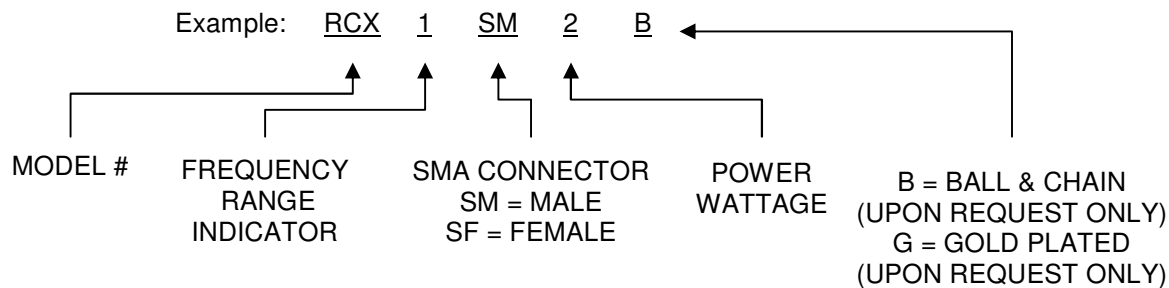 Example: RCX 1 SM 2 B
MODEL #
FREQUENCY
RANGE
INDICATOR
SMA CONNECTOR
SM = MALE
SF = FEMALE
POWER
WATTAGE
B = BALL & CHAIN
(UPON REQUEST ONLY)
G = GOLD PLATED
(UPON REQUEST ONLY)